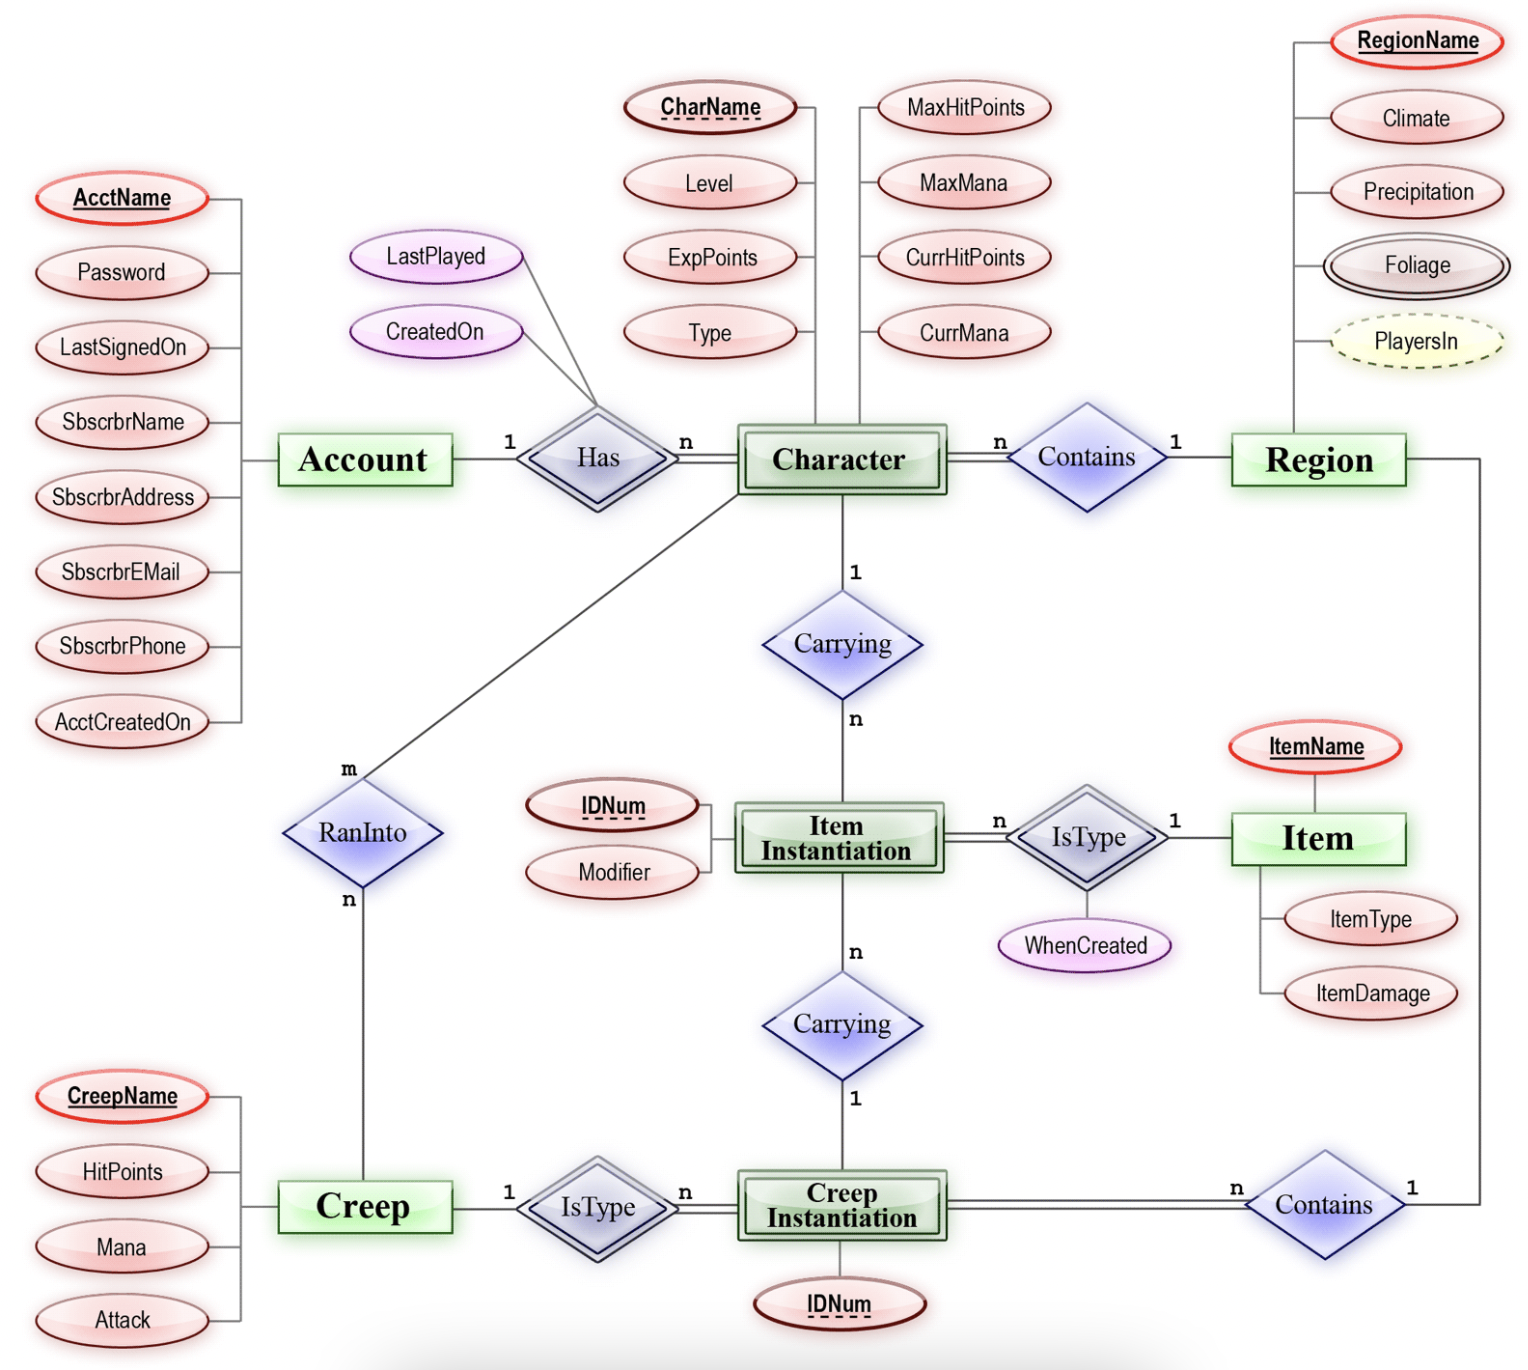 RegionName
CharName
MaxHitPoints
Climate
Level
MaxMana
Precipitation
AcctName
LastPlayed
ExpPoints
CurrHitPoints
Foliage
Password
CreatedOn
Type
CurrMana
PlayersIn
LastSignedOn
SbscrbrName
Account
1
Has
n
Character
n
Contains
1
Region
SbscrbrAddress
SbscrbrEMail
1
SbscrbrPhone
Carrying
AcctCreatedOn
n
ItemName
m
RanInto
n
IDNum
Modifier
Item
Instantiation
n
IsType
1
Item
WhenCreated
ItemType
ItemDamage
n
Carrying
1
CreepName
HitPoints
Mana
Attack
Creep
1
IsType
n
Creep
Instantiation
n
Contains
1
IDNum